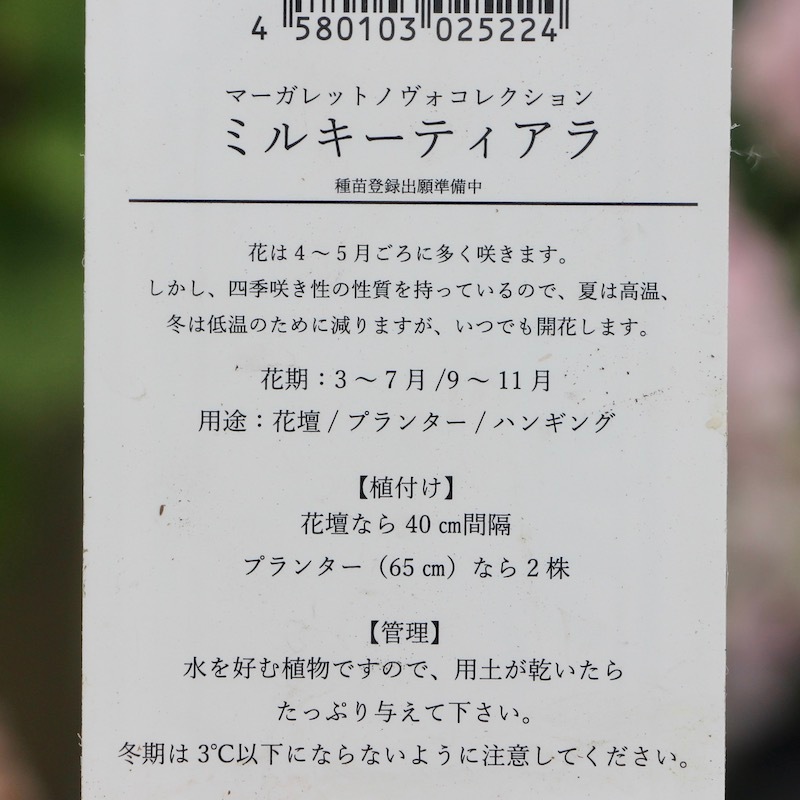 4 580103 025224
マーガレットノヴォコレクション
ミルキーティアラ
種苗登録出願準備中
花は4～5月ごろに多く咲きます。
しかし、四季咲き性の性質を持っているので、夏は高温、
冬は低温のために減りますが、いつでも開花します。
花期：3～7月/9～11月
用途：花壇/プランター/ハンギング
【植付け】
花壇なら40㎝間隔
プランター（65㎝）なら2株
【管理】
水を好む植物ですので、用土が乾いたら
たっぷり与えて下さい。
冬期は3℃以下にならないように注意してください。